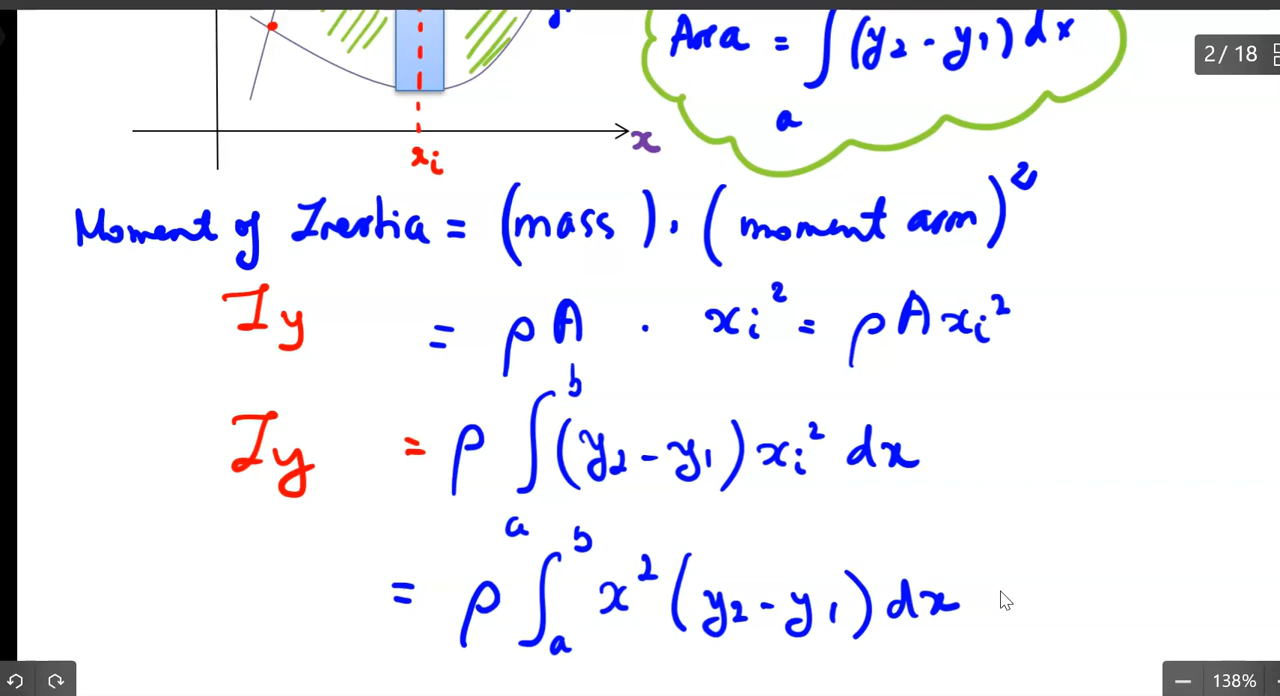 Area = ∫ (y₂ - y₁) dx
a
2 / 18
x
xᵢ
Moment of Inertia = (mass) . (moment arm)²
Iy = ρA . xᵢ² = ρAxᵢ²
Iy = ρ ∫ₐᵇ (y₂ - y₁) xᵢ² dx
= ρ ∫ₐᵇ x² (y₂ - y₁) dx
138%